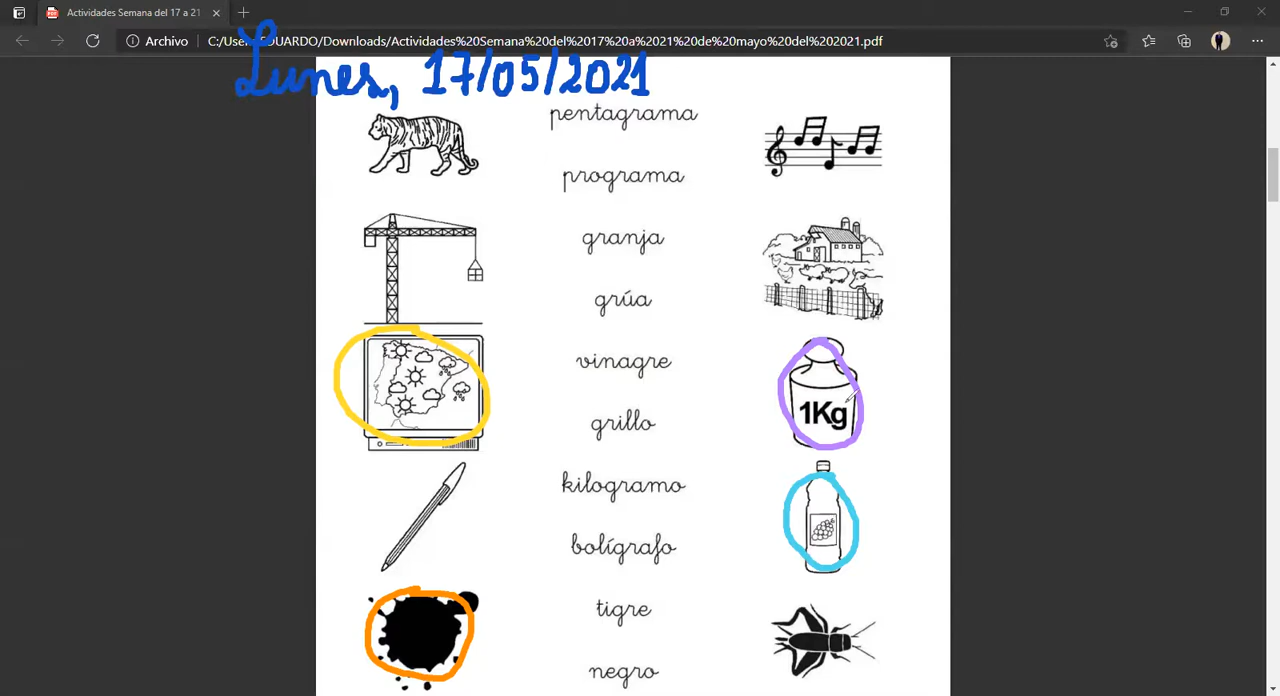 Actividades Semana del 17 a 21
Archivo
C:/User EDUARDO/Downloads/Actividades%20Semana%20del%2017%20a%2021%20de%20mayo%20del%202021.pdf
Lunes, 17/05/2021
pentagrama
programa
granja
grúa
vinagre
grillo
1Kg
kilogramo
bolígrafo
tigre
negro